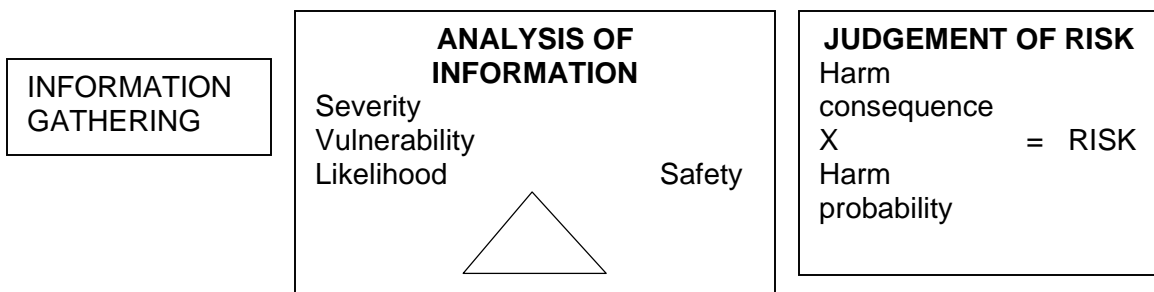 INFORMATION
GATHERING
ANALYSIS OF
INFORMATION
Severity
Vulnerability
Likelihood Safety
JUDGEMENT OF RISK
Harm
consequence
X = RISK
Harm
probability